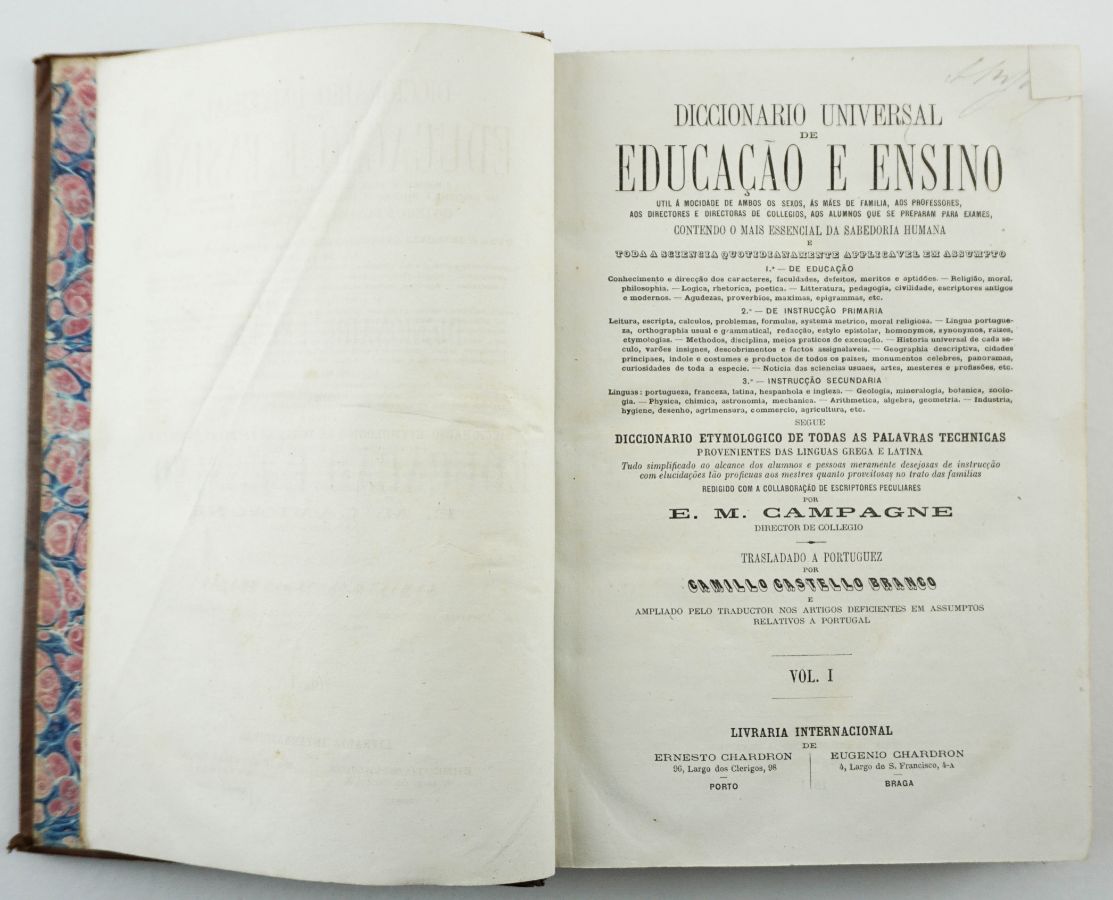 DICCIONARIO UNIVERSAL
DE
EDUCAÇÃO E ENSINO
UTIL Á MOCIDADE DE AMBOS OS SEXOS, ÁS MÃES DE FAMILIA, AOS PROFESSORES,
AOS DIRECTORES E DIRECTORAS DE COLLEGIOS, AOS ALUMNOS QUE SE PREPARAM PARA EXAMES,
CONTENDO O MAIS ESSENCIAL DA SABEDORIA HUMANA
E
TODA A SCIENCIA QUOTIDIANAMENTE APPLICAVEL EM ASSUMPTO
1.º — DE EDUCAÇÃO
Conhecimento e direcção dos caracteres, faculdades, defeitos, meritos e aptidões. — Religião, moral,
philosophia. — Logica, rhetorica, poetica. — Litteratura, pedagogia, civilidade, escriptores antigos
e modernos. — Agudezas, proverbios, maximas, epigrammas, etc.
2.º — DE INSTRUCÇÃO PRIMARIA
Leitura, escripta, calculos, problemas, formulas, systema metrico, moral religiosa. — Lingua portugue-
za, orthographia usual e grammatical, redacção, estylo epistolar, homonymos, synonymos, raizes,
etymologias. — Methodos, disciplina, meios praticos de execução. — Historia universal de cada se-
culo, varões insignes, descobrimentos e factos assignalaveis. — Geographia descriptiva, cidades
principaes, indole e costumes e productos de todos os paizes, monumentos celebres, panoramas,
curiosidades de toda a especie. — Noticia das sciencias usuaes, artes, mesteres e profissões, etc.
3.º — INSTRUCÇÃO SECUNDARIA
Linguas: portugueza, franceza, latina, hespanhola e ingleza. — Geologia, mineralogia, botanica, zoolo-
gia. — Physica, chimica, astronomia, mechanica. — Arithmetica, algebra, geometria. — Industria,
hygiene, desenho, agrimensura, commercio, agricultura, etc.
SEGUE
DICCIONARIO ETYMOLOGICO DE TODAS AS PALAVRAS TECHNICAS
PROVENIENTES DAS LINGUAS GREGA E LATINA
Tudo simplificado ao alcance dos alumnos e pessoas meramente desejosas de instrucção
com elucidações tão proficuas aos mestres quanto proveitosas no trato das familias
REDIGIDO COM A COLLABORAÇÃO DE ESCRIPTORES PECULIARES
POR
E. M. CAMPAGNE
DIRECTOR DE COLLEGIO
TRASLADADO A PORTUGUEZ
POR
CAMILLO CASTELLO BRANCO
E
AMPLIADO PELO TRADUCTOR NOS ARTIGOS DEFICIENTES EM ASSUMPTOS
RELATIVOS A PORTUGAL
VOL. I
LIVRARIA INTERNACIONAL
DE
ERNESTO CHARDRON
96, Largo dos Clerigos, 98
PORTO
EUGENIO CHARDRON
4, Largo de S. Francisco, 4-A
BRAGA